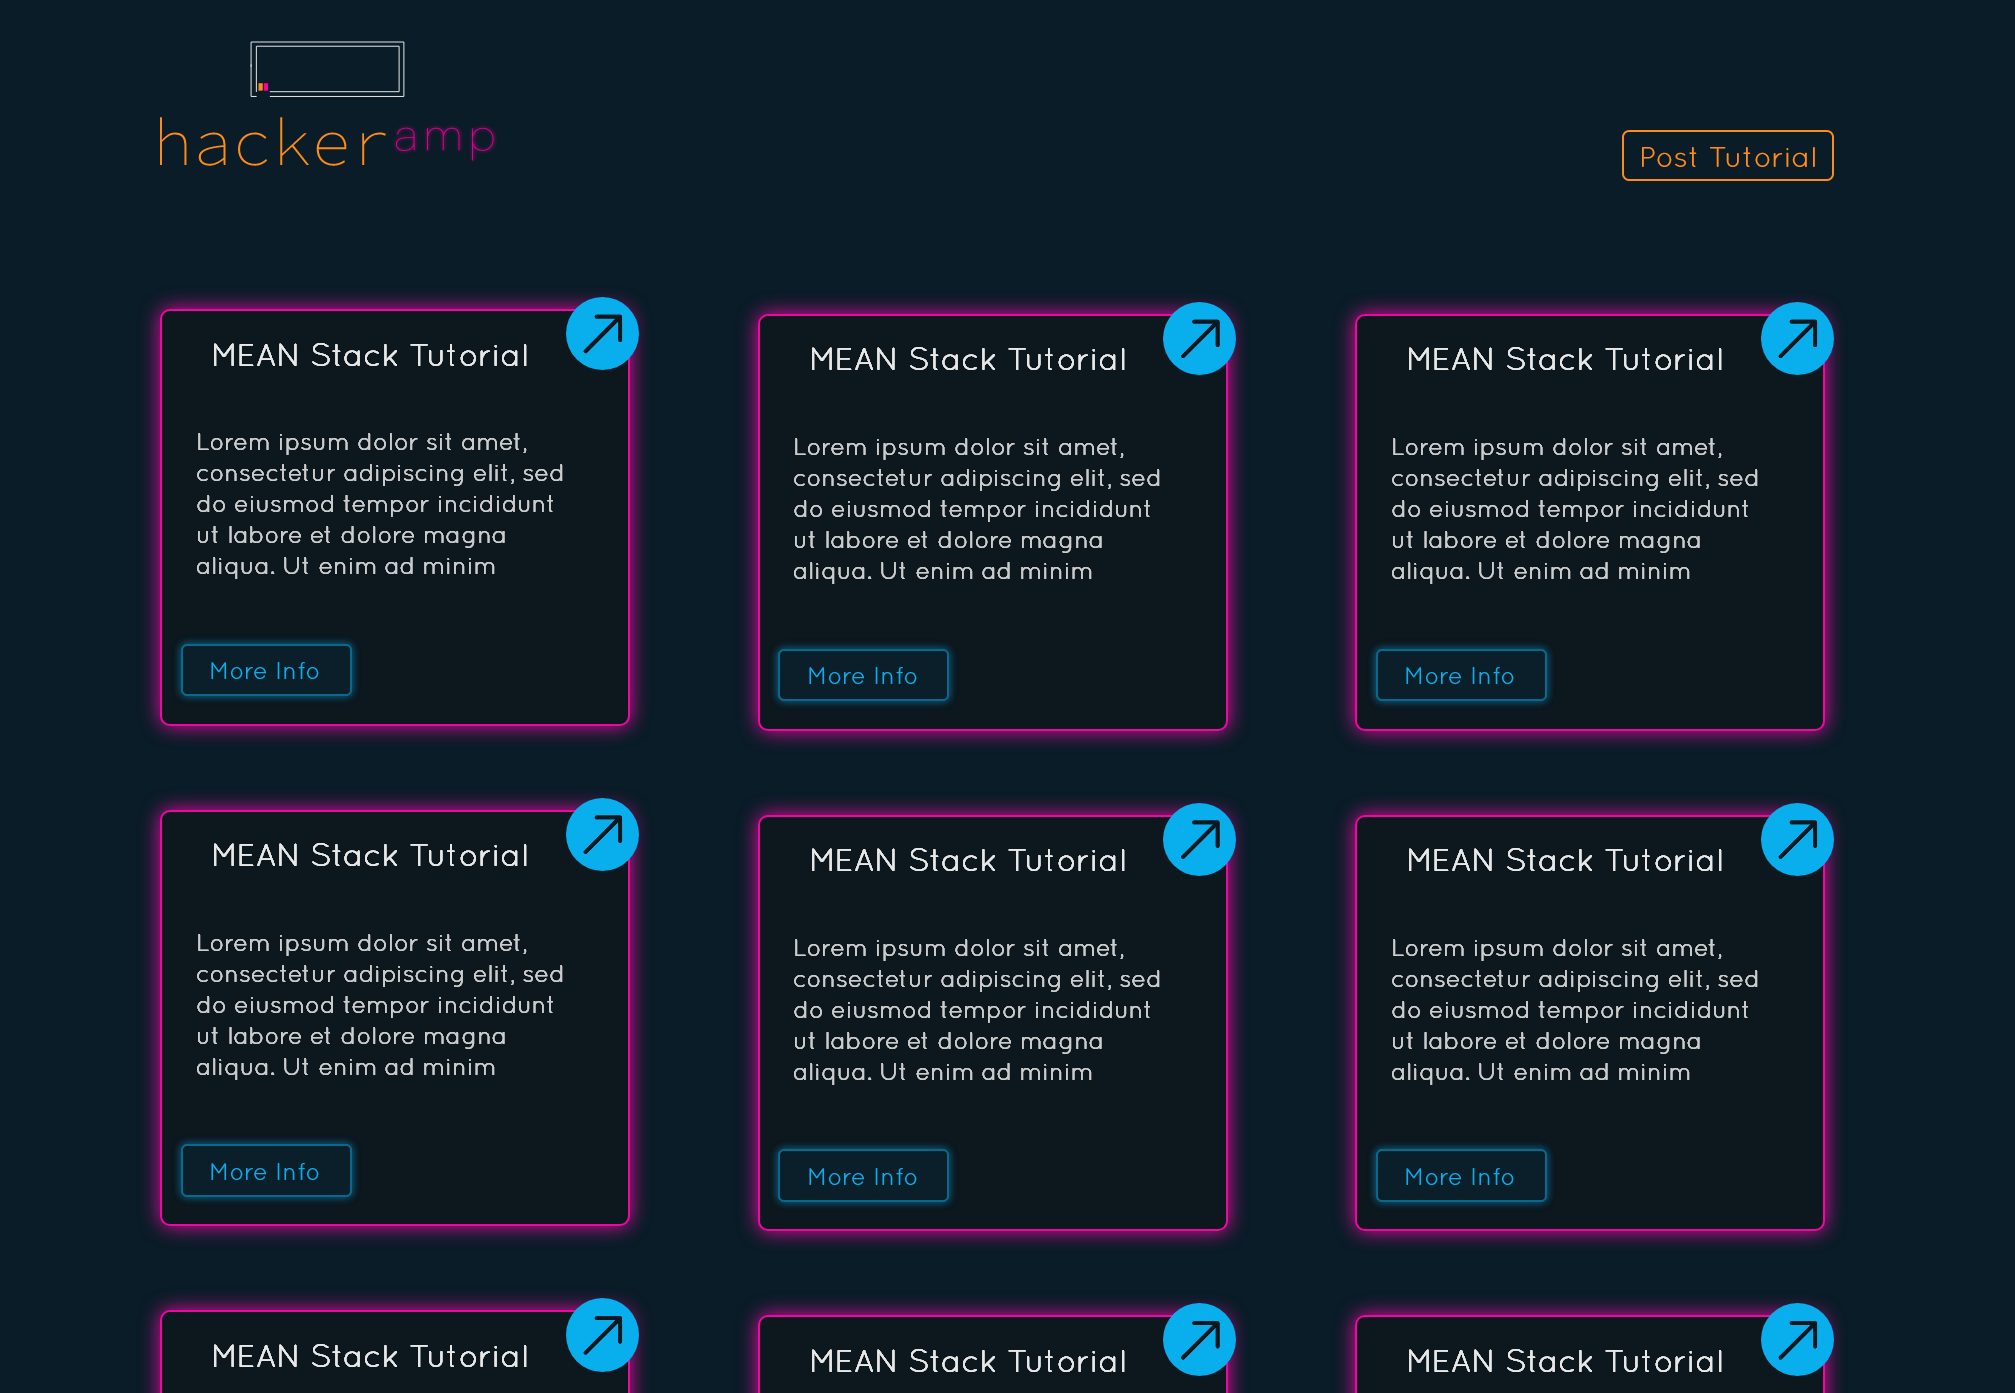 hackeramp
Post Tutorial
MEAN Stack Tutorial
Lorem ipsum dolor sit amet,
consectetur adipiscing elit, sed
do eiusmod tempor incididunt
ut labore et dolore magna
aliqua. Ut enim ad minim
More Info
MEAN Stack Tutorial
Lorem ipsum dolor sit amet,
consectetur adipiscing elit, sed
do eiusmod tempor incididunt
ut labore et dolore magna
aliqua. Ut enim ad minim
More Info
MEAN Stack Tutorial
Lorem ipsum dolor sit amet,
consectetur adipiscing elit, sed
do eiusmod tempor incididunt
ut labore et dolore magna
aliqua. Ut enim ad minim
More Info
MEAN Stack Tutorial
Lorem ipsum dolor sit amet,
consectetur adipiscing elit, sed
do eiusmod tempor incididunt
ut labore et dolore magna
aliqua. Ut enim ad minim
More Info
MEAN Stack Tutorial
Lorem ipsum dolor sit amet,
consectetur adipiscing elit, sed
do eiusmod tempor incididunt
ut labore et dolore magna
aliqua. Ut enim ad minim
More Info
MEAN Stack Tutorial
Lorem ipsum dolor sit amet,
consectetur adipiscing elit, sed
do eiusmod tempor incididunt
ut labore et dolore magna
aliqua. Ut enim ad minim
More Info
MEAN Stack Tutorial
MEAN Stack Tutorial
MEAN Stack Tutorial